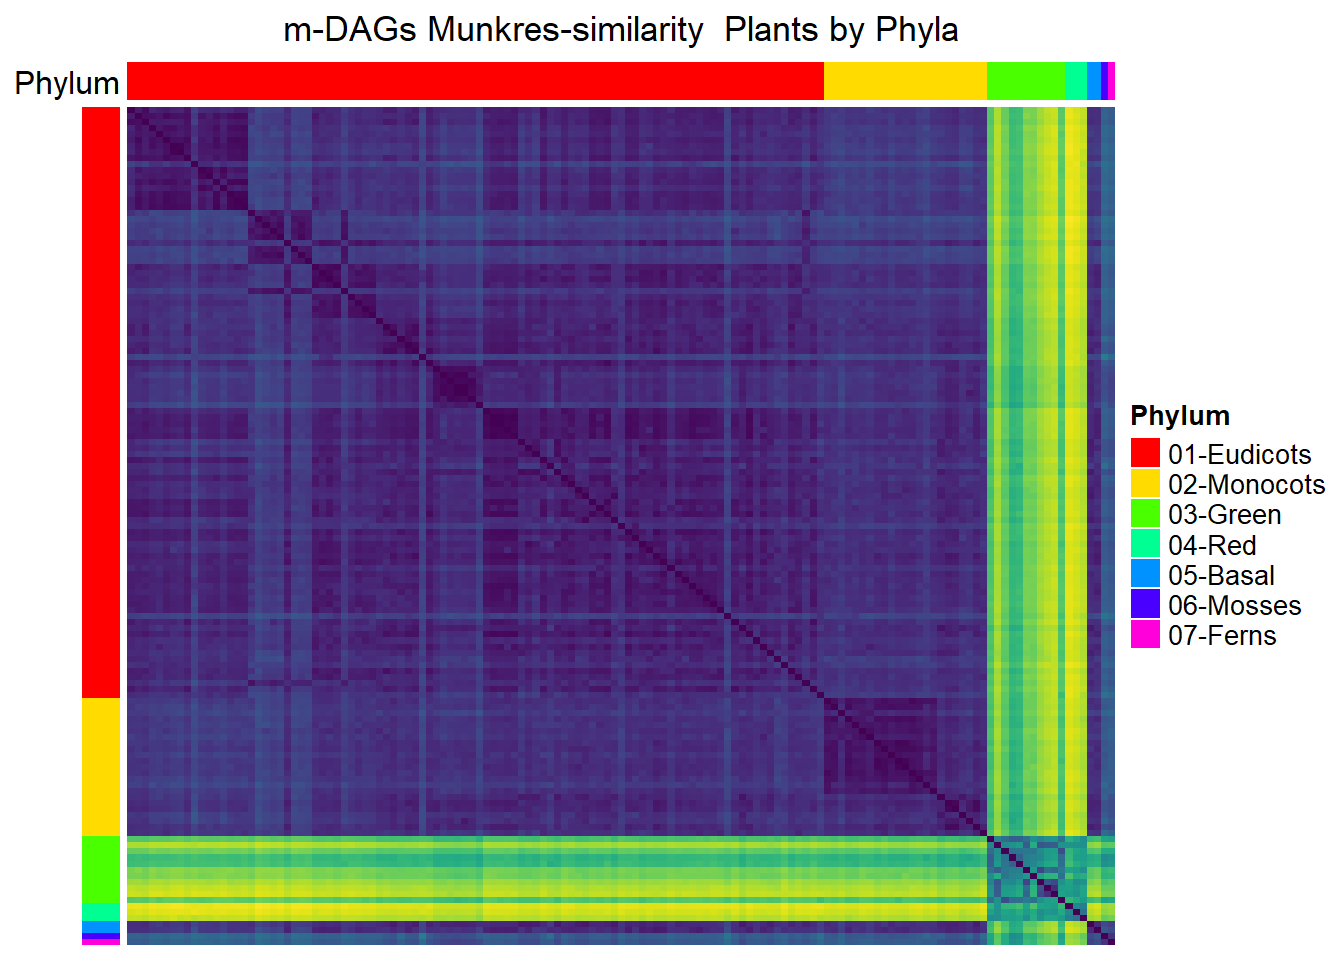 m-DAGs Munkres-similarity  Plants by Phyla
Phylum
Phylum
01-Eudicots
02-Monocots
03-Green
04-Red
05-Basal
06-Mosses
07-Ferns